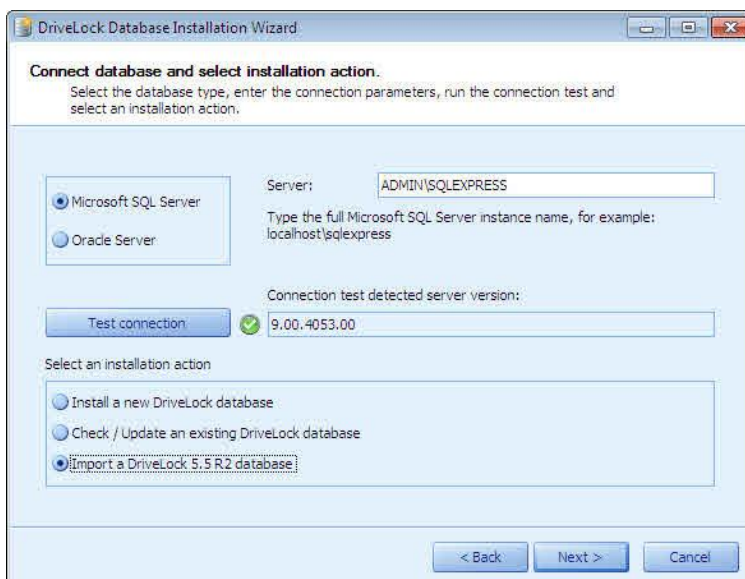 DriveLock Database Installation Wizard
Connect database and select installation action.
Select the database type, enter the connection parameters, run the connection test and
select an installation action.
Microsoft SQL Server
Oracle Server
Server:
ADMIN\SQLEXPRESS
Type the full Microsoft SQL Server instance name, for example:
localhost\sqlexpress
Connection test detected server version:
Test connection
9.00.4053.00
Select an installation action
Install a new DriveLock database
Check / Update an existing DriveLock database
Import a DriveLock 5.5 R2 database
< Back
Next >
Cancel